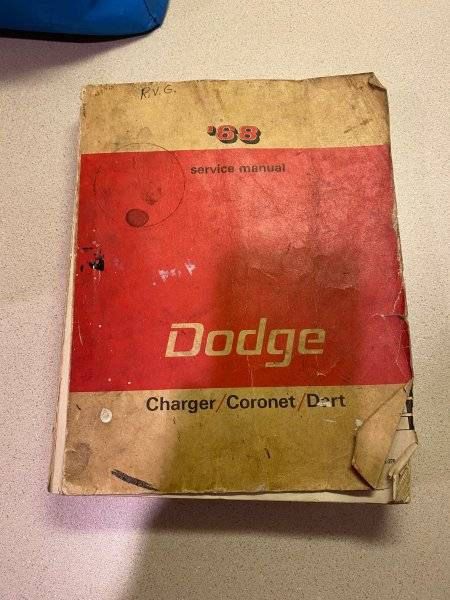 R.V.G.
'68
service manual
Dodge
Charger/Coronet/Dart